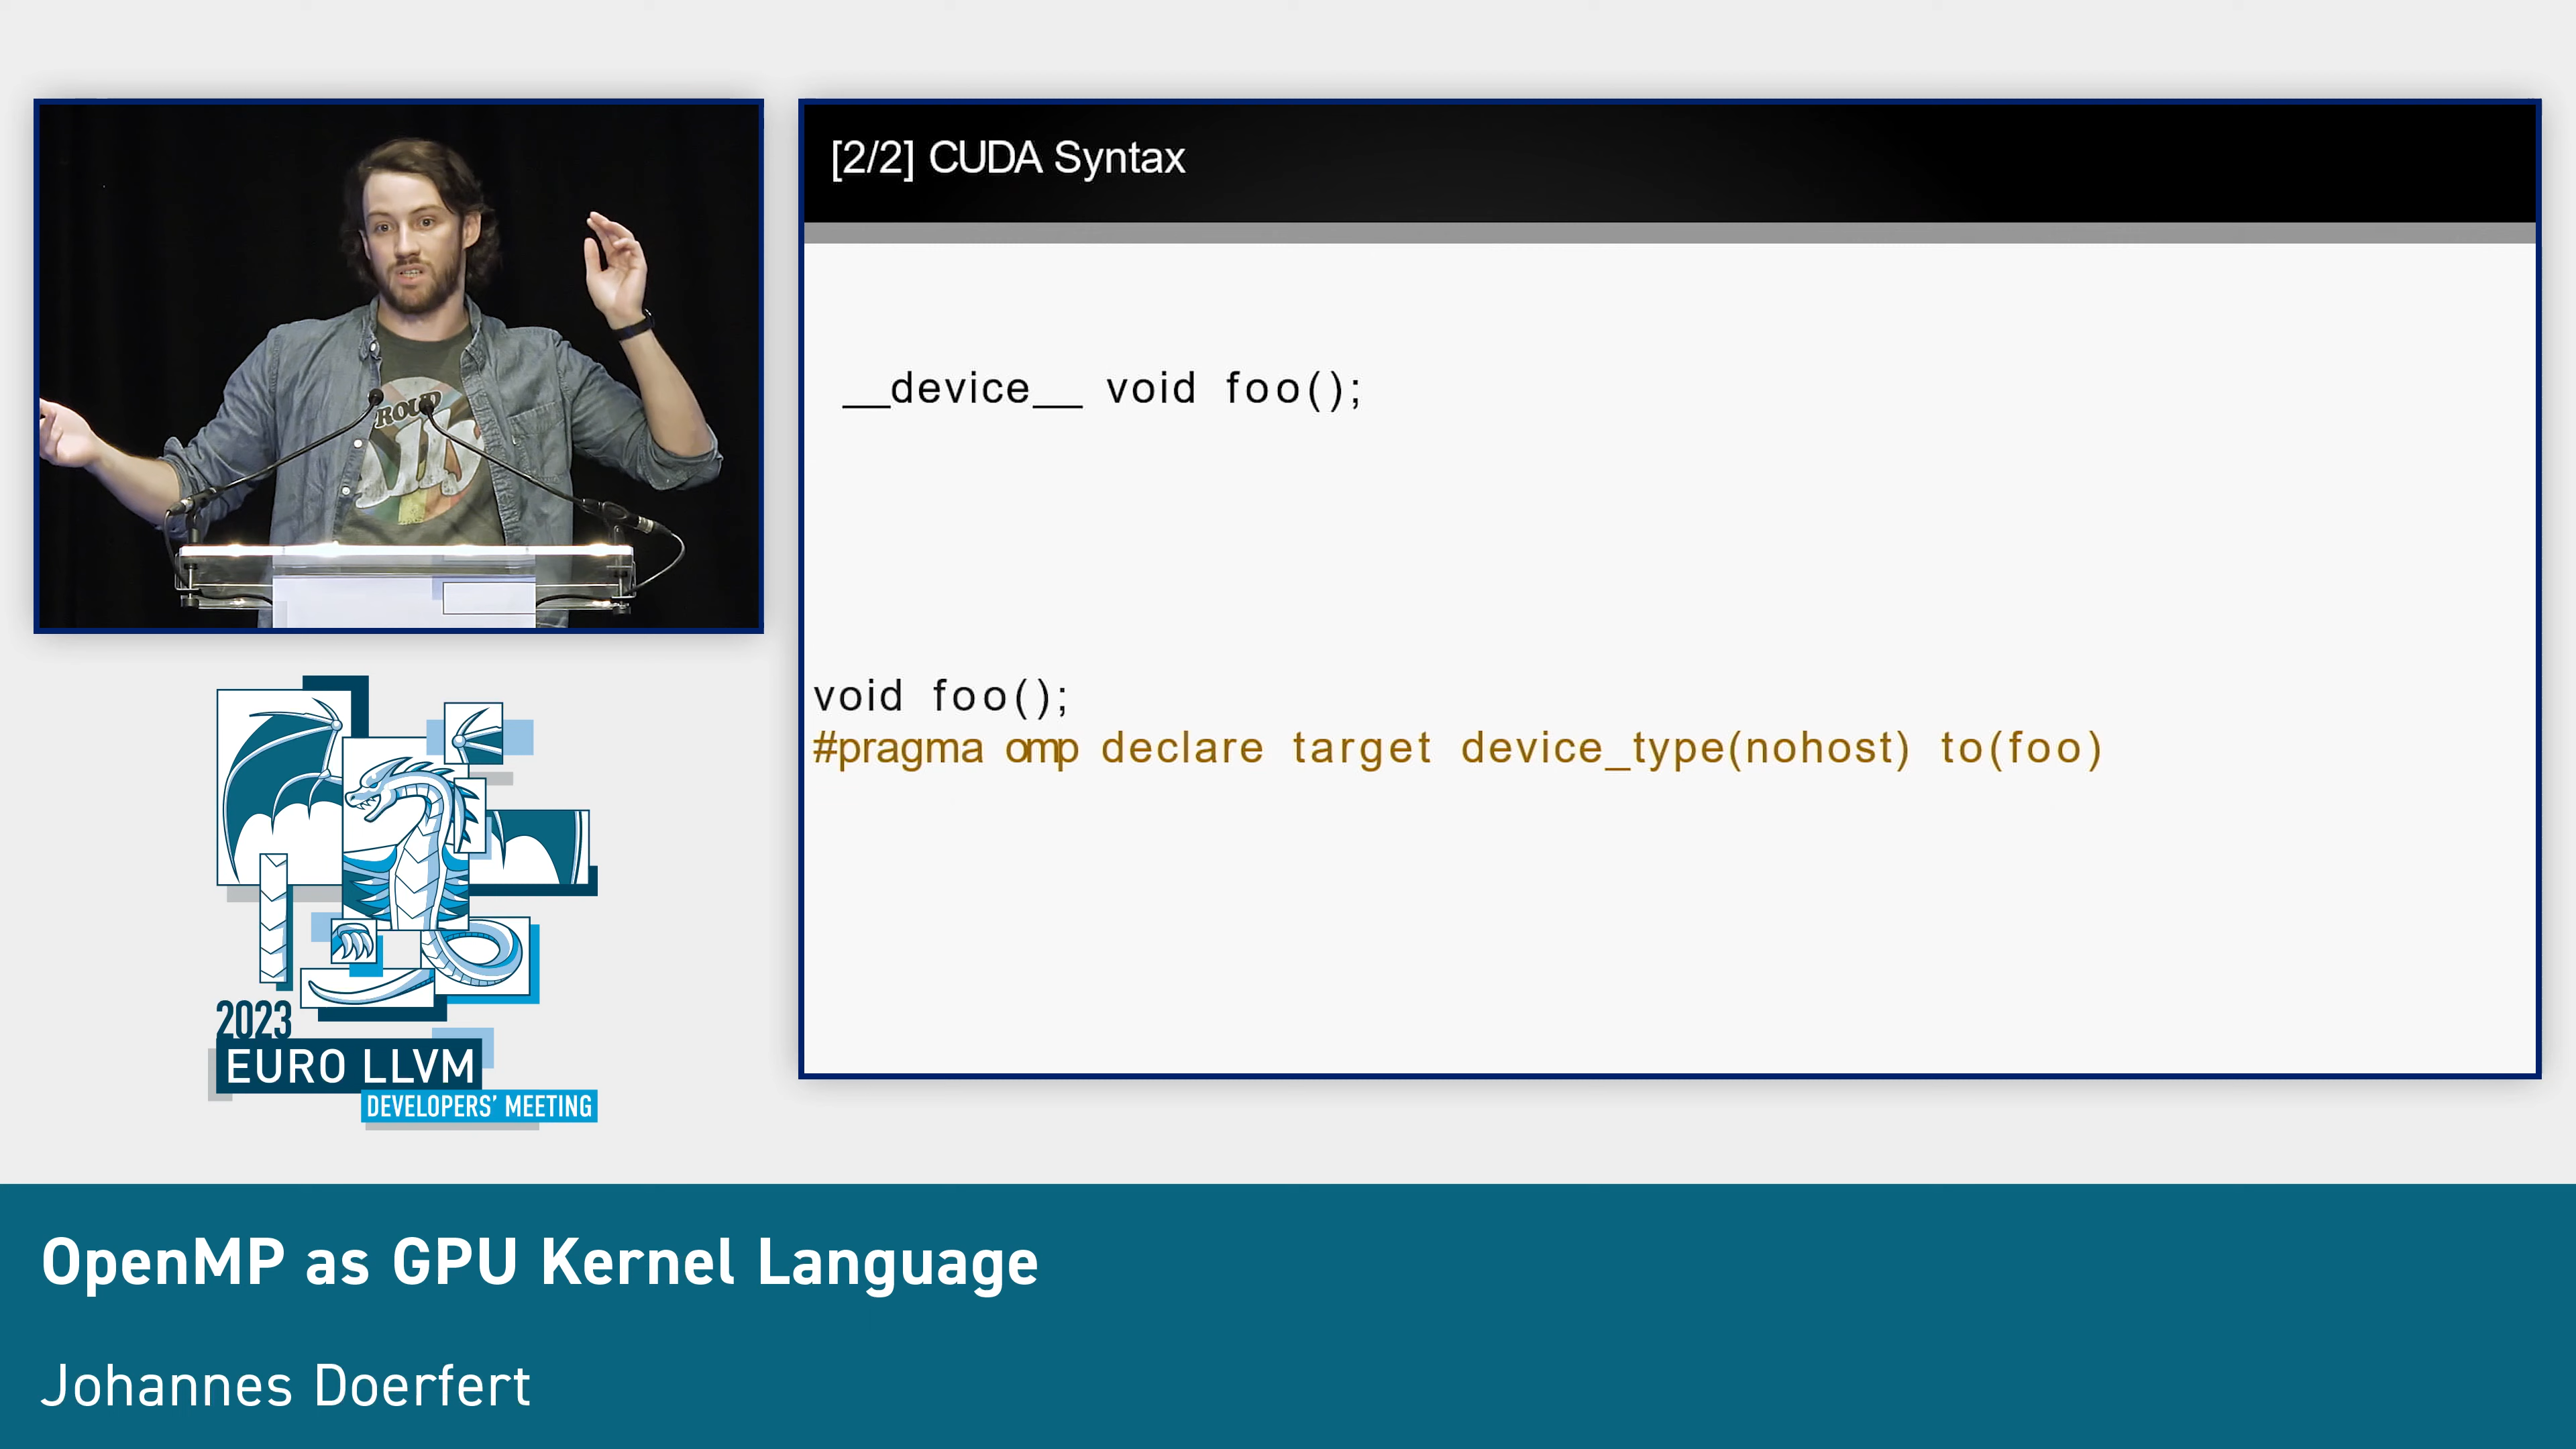 PROUD
[2/2] CUDA Syntax
__device__ void foo();
void foo();
#pragma omp declare target device_type(nohost) to(foo)
2023
EURO LLVM
DEVELOPERS' MEETING
OpenMP as GPU Kernel Language
Johannes Doerfert